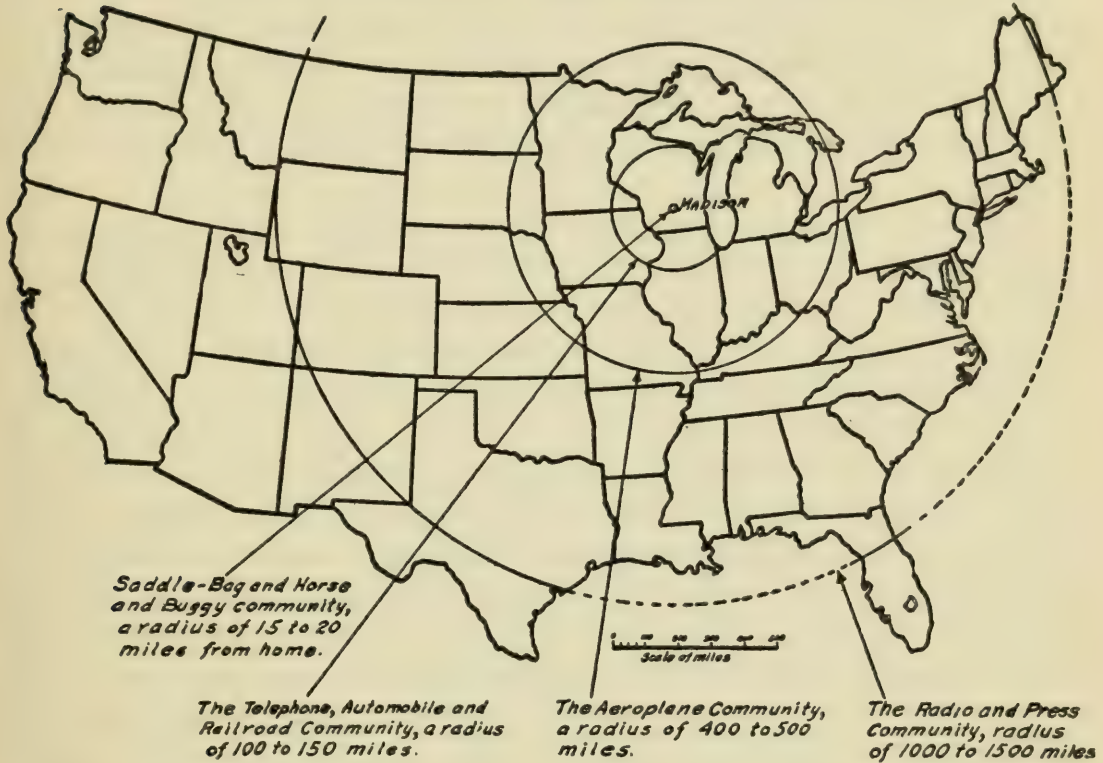 MADISON
Saddle-Bag and Horse
and Buggy community,
a radius of 15 to 20
miles from home.
Scale of miles
The Telephone, Automobile and
Railroad Community, a radius
of 100 to 150 miles.
The Aeroplane Community,
a radius of 400 to 500
miles.
The Radio and Press
Community, radius
of 1000 to 1500 miles